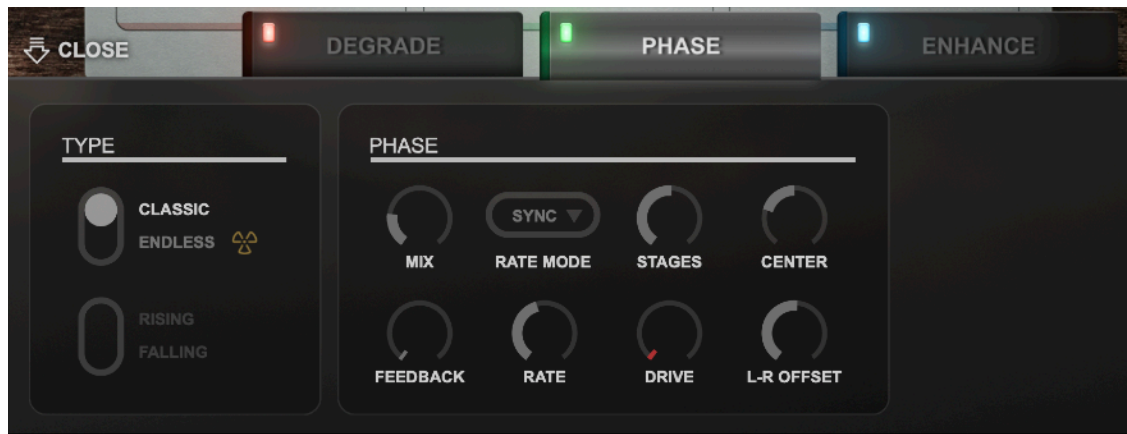 CLOSE
DEGRADE
PHASE
ENHANCE
TYPE
CLASSIC
ENDLESS
RISING
FALLING
PHASE
SYNC
MIX
RATE MODE
STAGES
CENTER
FEEDBACK
RATE
DRIVE
L-R OFFSET